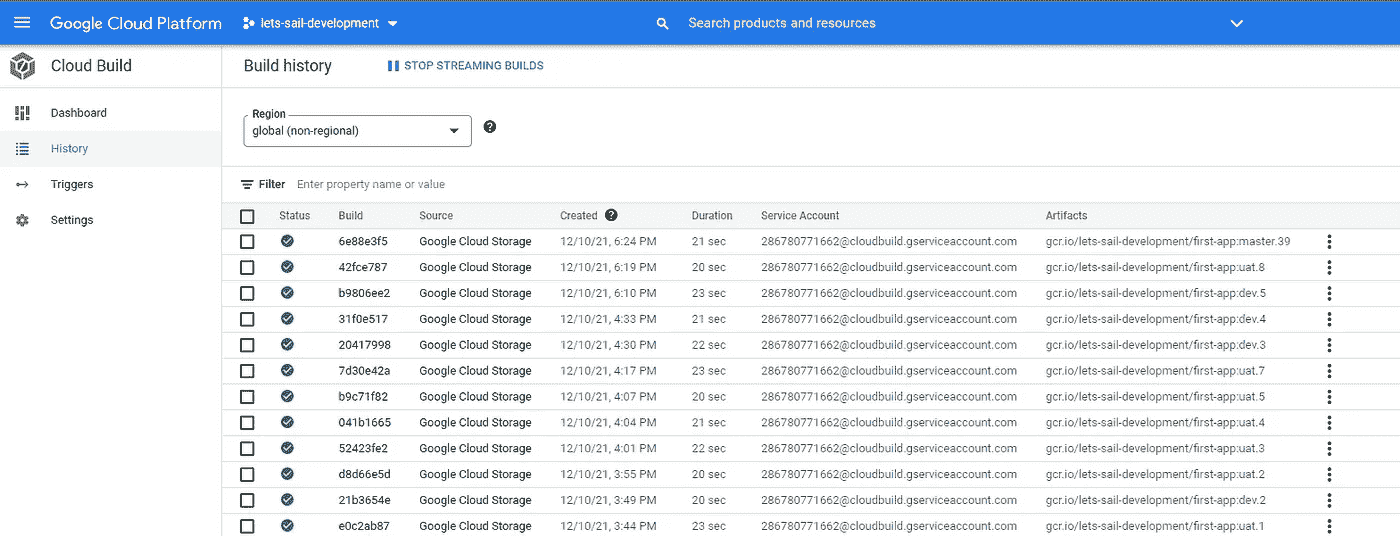 Google Cloud Platform lets-sail-development Search products and resources
Cloud Build Build history STOP STREAMING BUILDS
Dashboard
History
Triggers
Settings
Region
global (non-regional)
Filter Enter property name or value
Status Build Source Created Duration Service Account Artifacts
6e88e3f5 Google Cloud Storage 12/10/21, 6:24 PM 21 sec 286780771662@cloudbuild.gserviceaccount.com gcr.io/lets-sail-development/first-app:master.39
42fce787 Google Cloud Storage 12/10/21, 6:19 PM 20 sec 286780771662@cloudbuild.gserviceaccount.com gcr.io/lets-sail-development/first-app:uat.8
b9806ee2 Google Cloud Storage 12/10/21, 6:10 PM 23 sec 286780771662@cloudbuild.gserviceaccount.com gcr.io/lets-sail-development/first-app:dev.5
31f0e517 Google Cloud Storage 12/10/21, 4:33 PM 21 sec 286780771662@cloudbuild.gserviceaccount.com gcr.io/lets-sail-development/first-app:dev.4
20417998 Google Cloud Storage 12/10/21, 4:30 PM 22 sec 286780771662@cloudbuild.gserviceaccount.com gcr.io/lets-sail-development/first-app:dev.3
7d30e42a Google Cloud Storage 12/10/21, 4:17 PM 23 sec 286780771662@cloudbuild.gserviceaccount.com gcr.io/lets-sail-development/first-app:uat.7
b9c71f82 Google Cloud Storage 12/10/21, 4:07 PM 20 sec 286780771662@cloudbuild.gserviceaccount.com gcr.io/lets-sail-development/first-app:uat.5
041b1665 Google Cloud Storage 12/10/21, 4:04 PM 21 sec 286780771662@cloudbuild.gserviceaccount.com gcr.io/lets-sail-development/first-app:uat.4
52423fe2 Google Cloud Storage 12/10/21, 4:01 PM 22 sec 286780771662@cloudbuild.gserviceaccount.com gcr.io/lets-sail-development/first-app:uat.3
d8d66e5d Google Cloud Storage 12/10/21, 3:55 PM 20 sec 286780771662@cloudbuild.gserviceaccount.com gcr.io/lets-sail-development/first-app:uat.2
21b3654e Google Cloud Storage 12/10/21, 3:49 PM 20 sec 286780771662@cloudbuild.gserviceaccount.com gcr.io/lets-sail-development/first-app:dev.2
e0c2ab87 Google Cloud Storage 12/10/21, 3:44 PM 23 sec 286780771662@cloudbuild.gserviceaccount.com gcr.io/lets-sail-development/first-app:uat.1